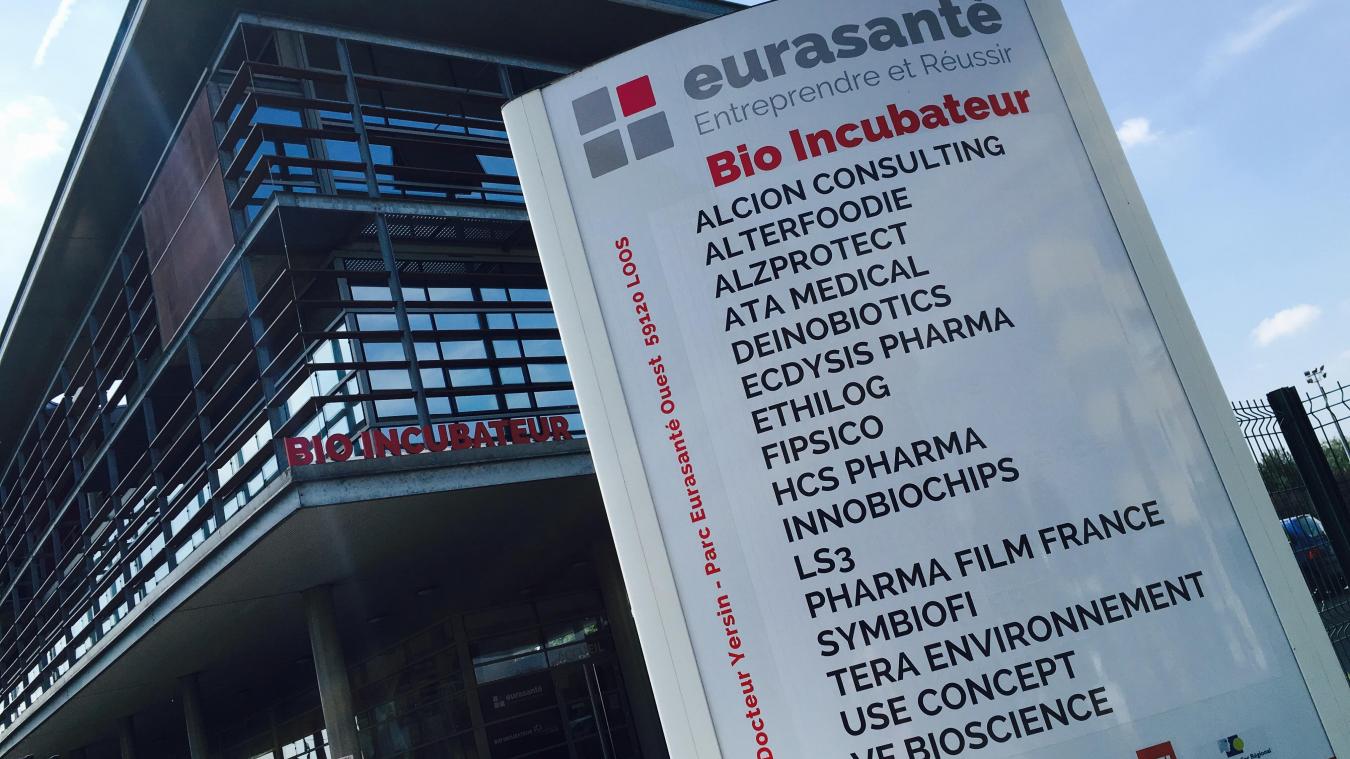 eurasanté
Entreprendre et Réussir
Bio Incubateur
ALCION CONSULTING
ALTERFOODIE
ALZPROTECT
ATA MEDICAL
DEINOBIOTICS
ECDYSIS PHARMA
ETHILOG
FIPSICO
HCS PHARMA
INNOBIOCHIPS
LS3
PHARMA FILM FRANCE
SYMBIOFI
TERA ENVIRONNEMENT
USE CONCEPT
BIOSCIENCE
Docteur Yersin - Parc Eurasanté Ouest 59120 LOOS
BIO INCUBATEUR
eurasanté
BIO INCUBATEUR